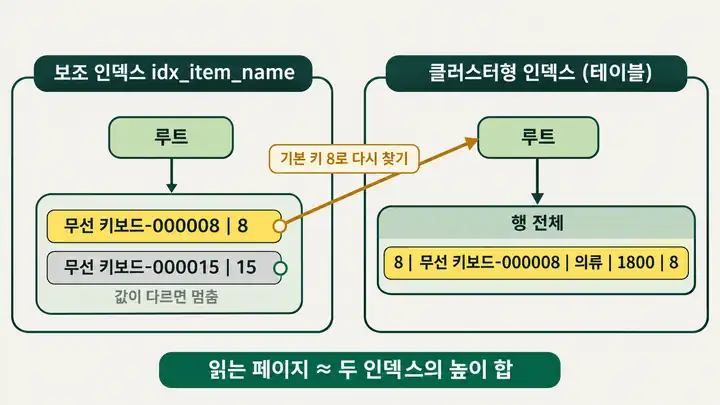 보조 인덱스 idx_item_name
루트
무선 키보드-000008 | 8
무선 키보드-000015 | 15
값이 다르면 멈춤
기본 키 8로 다시 찾기
클러스터형 인덱스 (테이블)
루트
행 전체
8 | 무선 키보드-000008 | 의류 | 1800 | 8
읽는 페이지 ≈ 두 인덱스의 높이 합